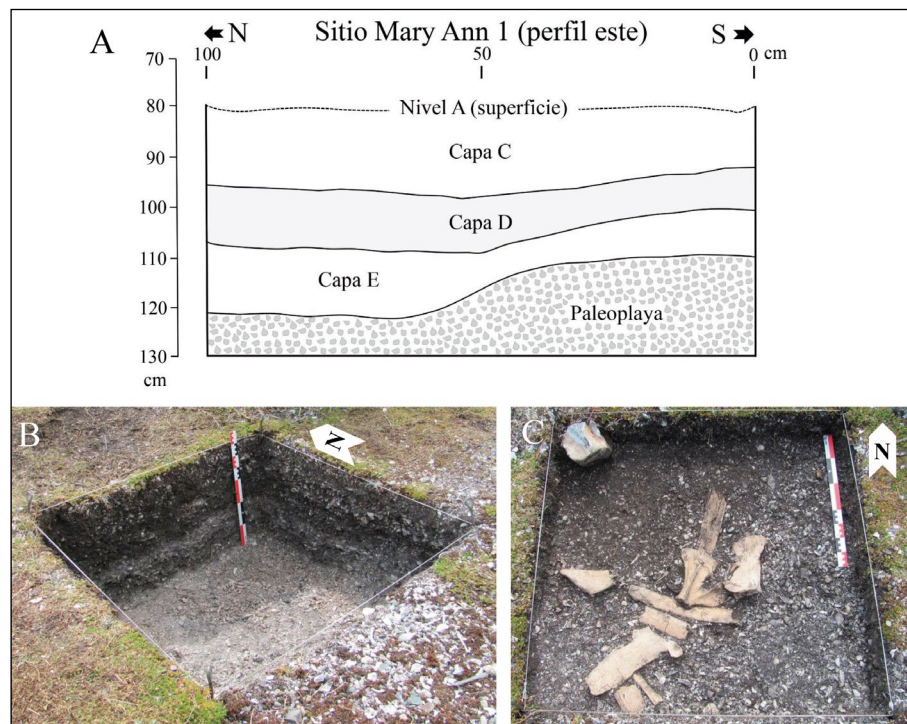 A
N Sitio Mary Ann 1 (perfil este) S
100 50 0 cm
70
80
90
100
110
120
130
cm
Nivel A (superficie)
Capa C
Capa D
Capa E
Paleoplaya
B
N
C
N